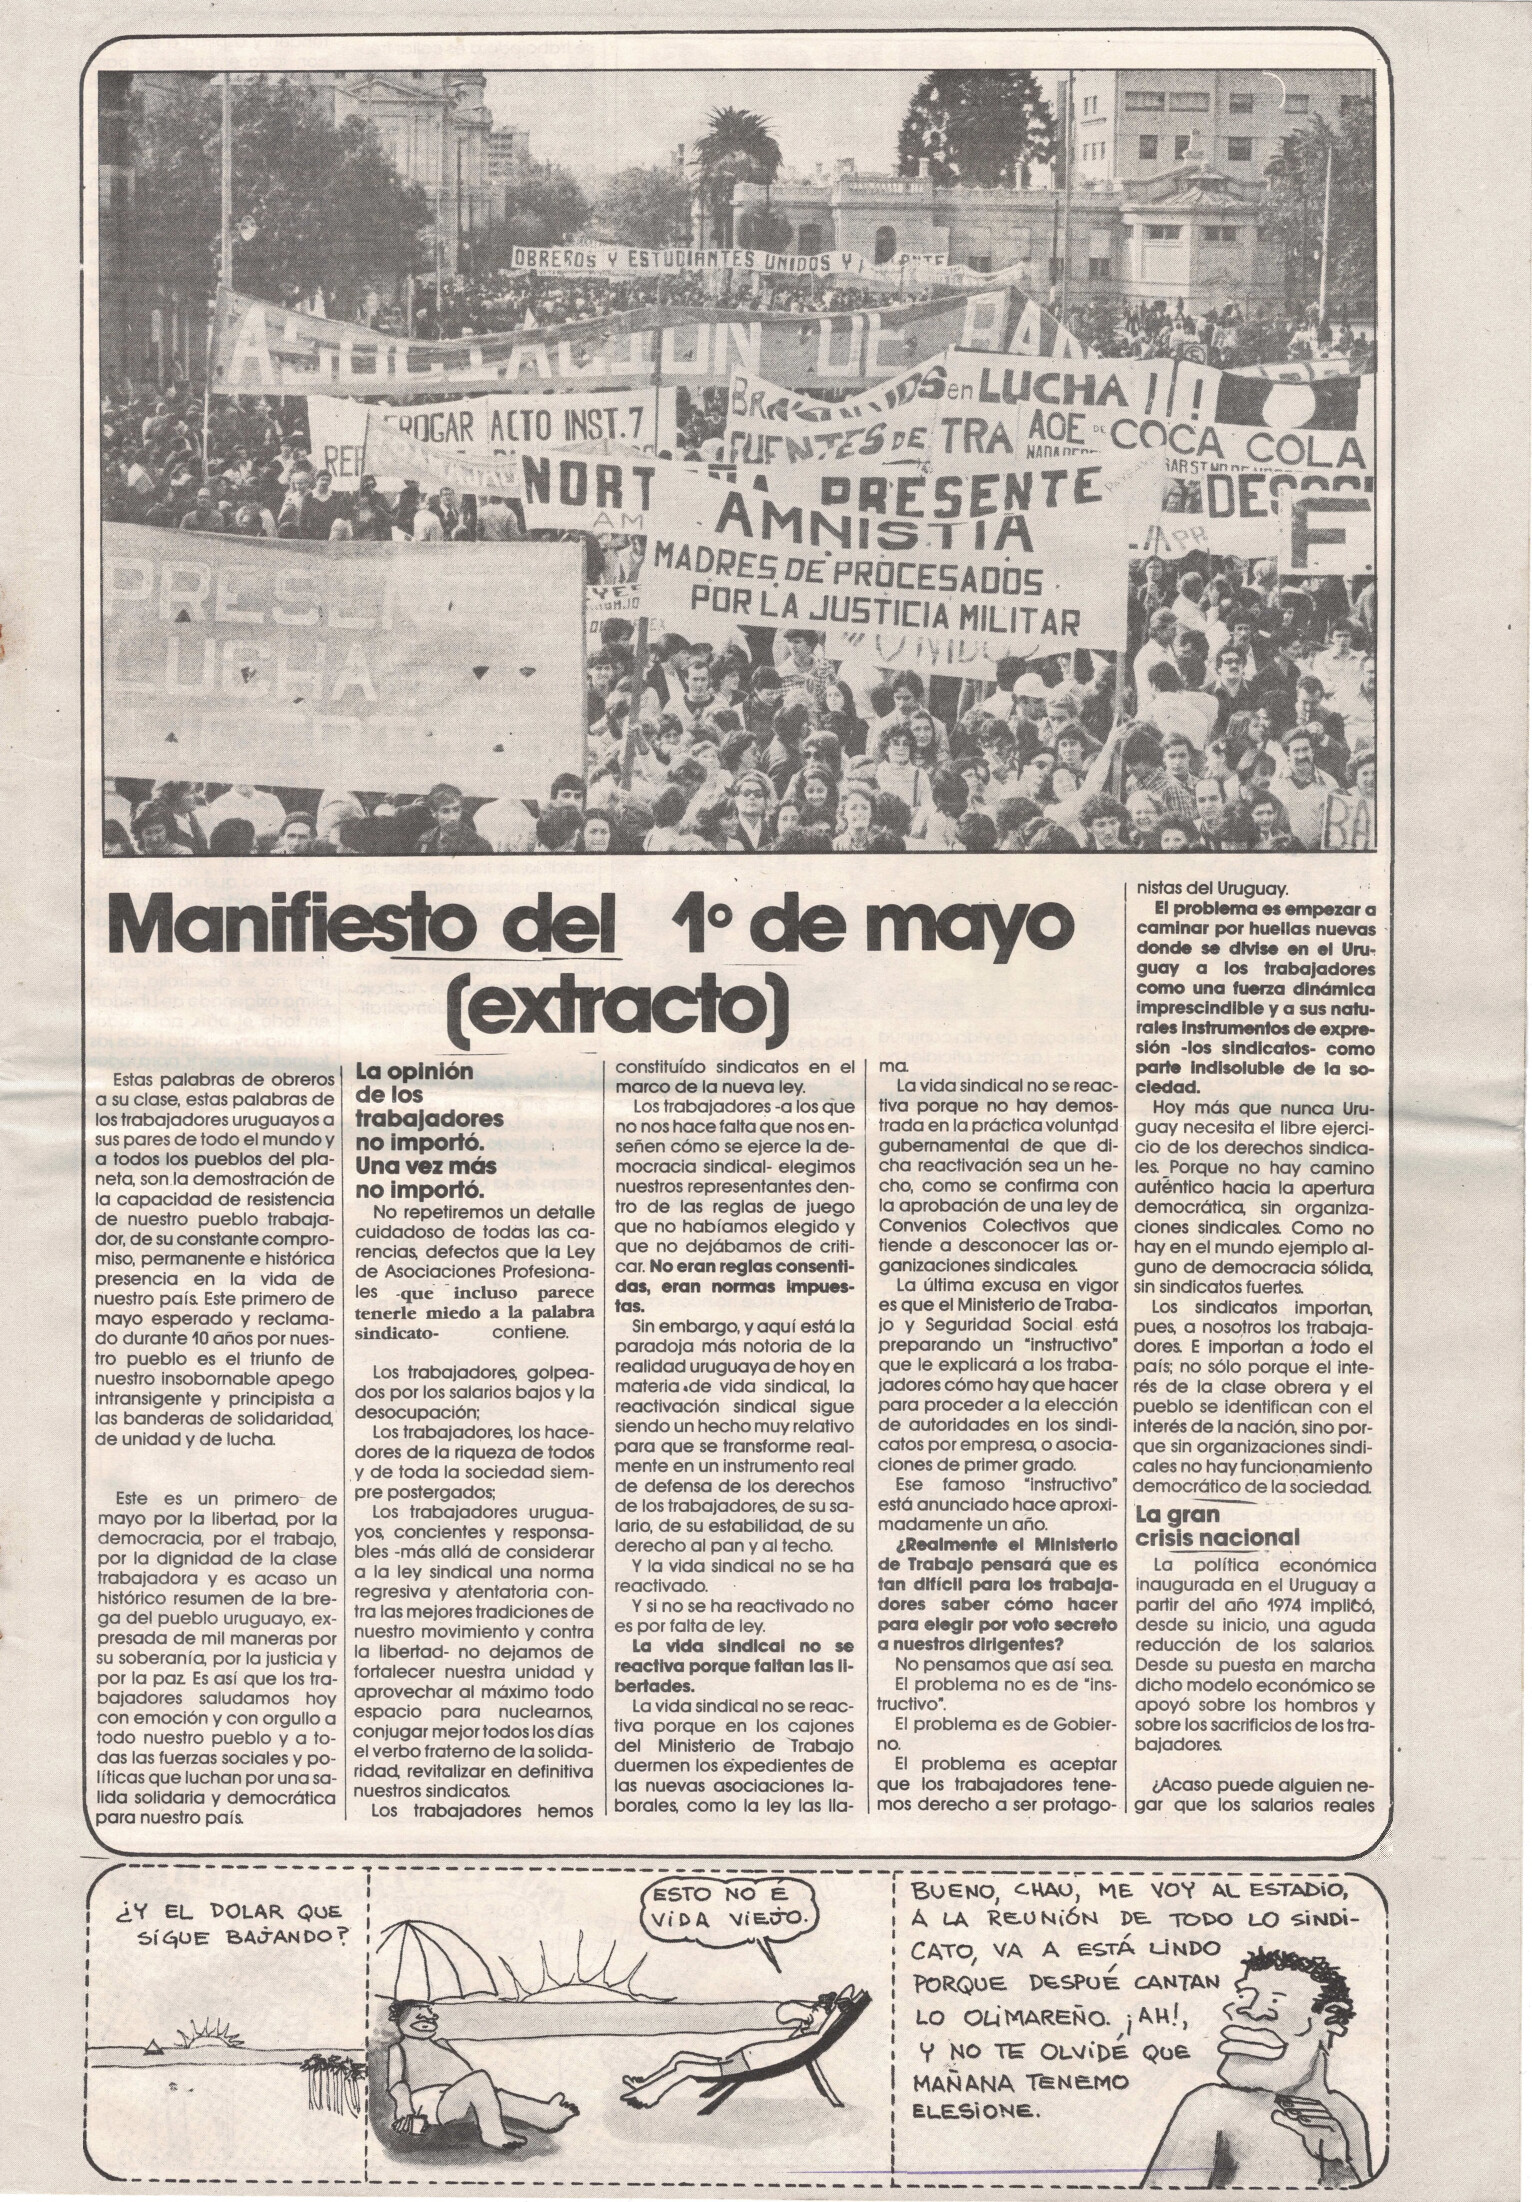 OBREROS Y ESTUDIANTES UNIDOS Y
LUCHA!!!
en
ROGAR ACTO INST. 7
FUENTES DE TRA
AOE DE COCA COLA
PRESENTE
AMNISTIA
MADRES DE PROCESADOS
POR LA JUSTICIA MILITAR
PRESEN
LUCHA
Manifiesto del 1º de mayo
(extracto)
Estas palabras de obreros
a su clase, estas palabras de
los trabajadores uruguayos a
sus pares de todo el mundo y
a todos los pueblos del pla-
neta, son la demostración de
la capacidad de resistencia
de nuestro pueblo trabaja-
dor, de su constante compro-
miso, permanente e histórica
presencia en la vida de
nuestro país. Este primero de
mayo esperado y reclama-
do durante 10 años por nues-
tro pueblo es el triunfo de
nuestro insobornable apego
intransigente y principista a
las banderas de solidaridad,
de unidad y de lucha.
Este es un primero de
mayo por la libertad, por la
democracia, por el trabajo,
por la dignidad de la clase
trabajadora y es acaso un
histórico resumen de la bre-
ga del pueblo uruguayo, ex-
presada de mil maneras por
su soberanía, por la justicia y
por la paz. Es así que los tra-
bajadores saludamos hoy
con emoción y con orgullo a
todo nuestro pueblo y a to-
das las fuerzas sociales y po-
líticas que luchan por una sa-
lida solidaria y democrática
para nuestro país.
La opinión
de los
trabajadores
no importó.
Una vez más
no importó.
No repetiremos un detalle
cuidadoso de todas las ca-
rencias, defectos que la Ley
de Asociaciones Profesiona-
les -que incluso parece
tenerle miedo a la palabra
sindicato- contiene.
Los trabajadores, golpea-
dos por los salarios bajos y la
desocupación;
Los trabajadores, los hace-
dores de la riqueza de todos
y de toda la sociedad siem-
pre postergados;
Los trabajadores urugua-
yos, concientes y responsa-
bles -más allá de considerar
a la ley sindical una norma
regresiva y atentatoria con-
tra las mejores tradiciones de
nuestro movimiento y contra
la libertad- no dejamos de
fortalecer nuestra unidad y
aprovechar al máximo todo
espacio para nuclearnos,
conjugar mejor todos los días
el verbo fraterno de la solida-
ridad, revitalizar en definitiva
nuestros sindicatos.
Los trabajadores hemos
constituído sindicatos en el
marco de la nueva ley.
Los trabajadores -a los que
no nos hace falta que nos en-
señen cómo se ejerce la de-
mocracia sindical- elegimos
nuestros representantes den-
tro de las reglas de juego
que no habíamos elegido y
que no dejábamos de criti-
car. No eran reglas consenti-
das, eran normas impues-
tas.
Sin embargo, y aquí está la
paradoja más notoria de la
realidad uruguaya de hoy en
materia de vida sindical, la
reactivación sindical sigue
siendo un hecho muy relativo
para que se transforme real-
mente en un instrumento real
de defensa de los derechos
de los trabajadores, de su sa-
lario, de su estabilidad, de su
derecho al pan y al techo.
Y la vida sindical no se ha
reactivado.
Y si no se ha reactivado no
es por falta de ley.
La vida sindical no se
reactiva porque faltan las li-
bertades.
La vida sindical no se reac-
tiva porque en los cajones
del Ministerio de Trabajo
duermen los expedientes de
las nuevas asociaciones la-
borales, como la ley las lla-
ma.
La vida sindical no se reac-
tiva porque no hay demos-
trada en la práctica voluntad
gubernamental de que di-
cha reactivación sea un he-
cho, como se confirma con
la aprobación de una ley de
Convenios Colectivos que
tiende a desconocer las or-
ganizaciones sindicales.
La última excusa en vigor
es que el Ministerio de Traba-
jo y Seguridad Social está
preparando un "instructivo"
que le explicará a los traba-
jadores cómo hay que hacer
para proceder a la elección
de autoridades en los sindi-
catos por empresa, o asocia-
ciones de primer grado.
Ese famoso "instructivo"
está anunciado hace aproxi-
madamente un año.
¿Realmente el Ministerio
de Trabajo pensará que es
tan difícil para los trabaja-
dores saber cómo hacer
para elegir por voto secreto
a nuestros dirigentes?
No pensamos que así sea.
El problema no es de "ins-
tructivo".
El problema es de Gobier-
no.
El problema es aceptar
que los trabajadores tene-
mos derecho a ser protago-
nistas del Uruguay.
El problema es empezar a
caminar por huellas nuevas
donde se divise en el Uru-
guay a los trabajadores
como una fuerza dinámica
imprescindible y a sus natu-
rales instrumentos de expre-
sión -los sindicatos- como
parte indisoluble de la so-
ciedad.
Hoy más que nunca Uru-
guay necesita el libre ejerci-
cio de los derechos sindica-
les. Porque no hay camino
auténtico hacia la apertura
democrática, sin organiza-
ciones sindicales. Como no
hay en el mundo ejemplo al-
guno de democracia sólida,
sin sindicatos fuertes.
Los sindicatos importan,
pues, a nosotros los trabaja-
dores. E importan a todo el
país; no sólo porque el inte-
rés de la clase obrera y el
pueblo se identifican con el
interés de la nación, sino por-
que sin organizaciones sindi-
cales no hay funcionamiento
democrático de la sociedad.
La gran
crisis nacional
La política económica
inaugurada en el Uruguay a
partir del año 1974 implicó,
desde su inicio, una aguda
reducción de los salarios.
Desde su puesta en marcha
dicho modelo económico se
apoyó sobre los hombros y
sobre los sacrificios de los tra-
bajadores.
¿Acaso puede alguien ne-
gar que los salarios reales
¿Y EL DOLAR QUE
SIGUE BAJANDO?
ESTO NO É
VIDA VIEJO.
BUENO, CHAU, ME VOY AL ESTADIO,
A LA REUNIÓN DE TODO LO SINDI-
CATO, VA A ESTÁ LINDO
PORQUE DESPUÉ CANTAN
LO OLIMAREÑO. ¡AH!,
Y NO TE OLVIDÉ QUE
MAÑANA TENEMO
ELESIONE.